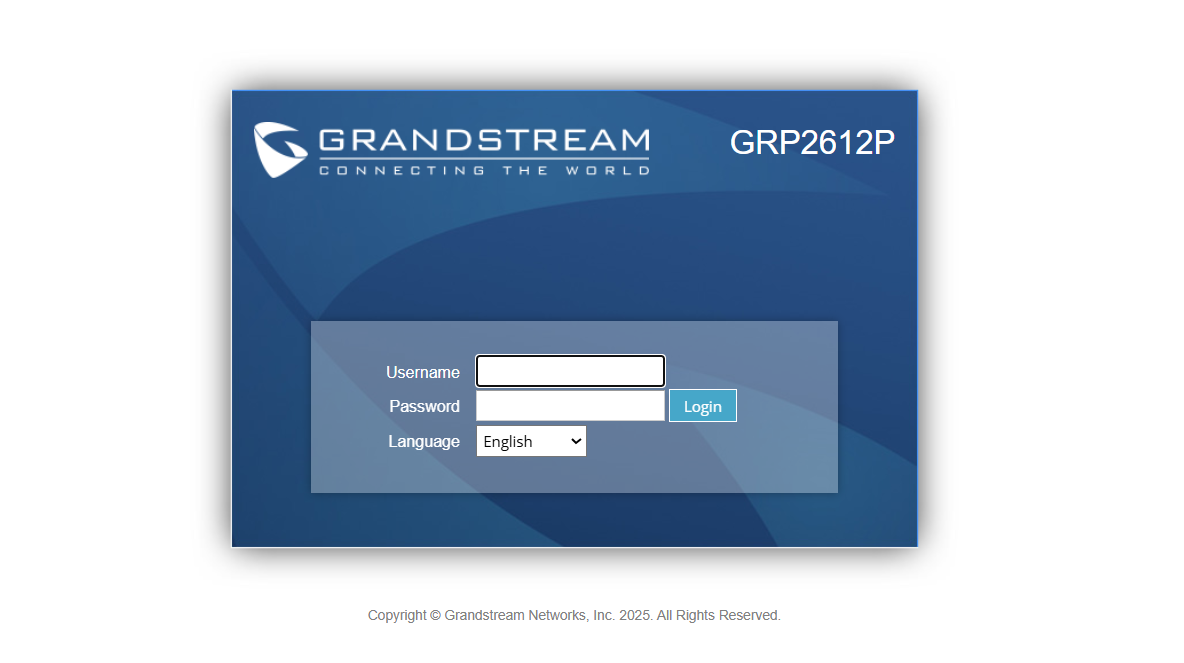 GRANDSTREAM
CONNECTING THE WORLD
GRP2612P
Username
Password
Login
Language
English
Copyright © Grandstream Networks, Inc. 2025. All Rights Reserved.